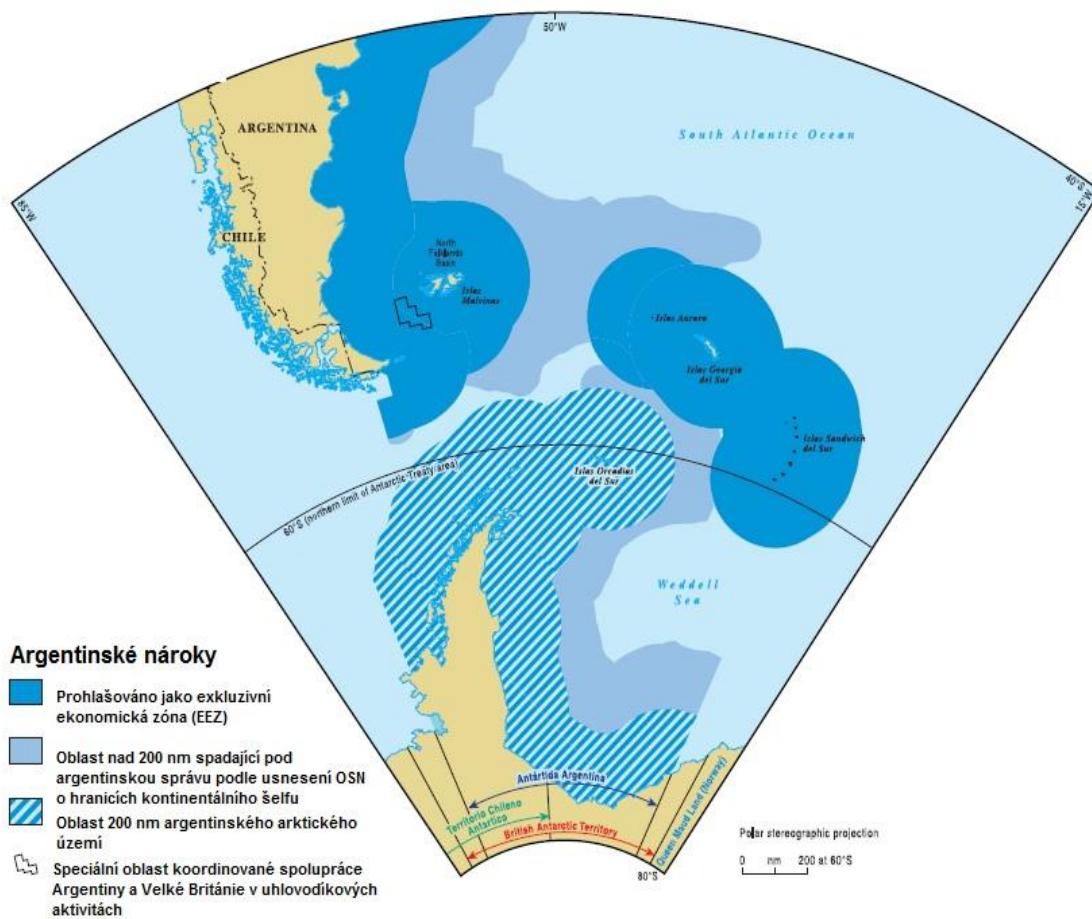 50°W
ARGENTINA
South Atlantic Ocean
40°S
15°W
85°W
CHILE
North
Falklands
Basin
Islas
Malvinas
Islas Aurora
Islas Georgia
del Sur
Islas Sandwich
del Sur
60°S (northern limit of Antarctic Treaty area)
Islas Orcadas
del Sur
Weddell
Sea
Argentinské nároky
Prohlašováno jako exkluzivní
ekonomická zóna (EEZ)
Oblast nad 200 nm spadající pod
argentinskou správu podle usnesení OSN
o hranicích kontinentálního šelfu
Oblast 200 nm argentinského arktického
území
Speciální oblast koordinované spolupráce
Argentiny a Velké Británie v uhlovodíkových
aktivitách
Antártida Argentina
Territorio Chileno
Antartico
British Antarctic Territory
Queen Maud Land (Norway)
80°S
Polar stereographic projection
0 nm 200 at 60°S